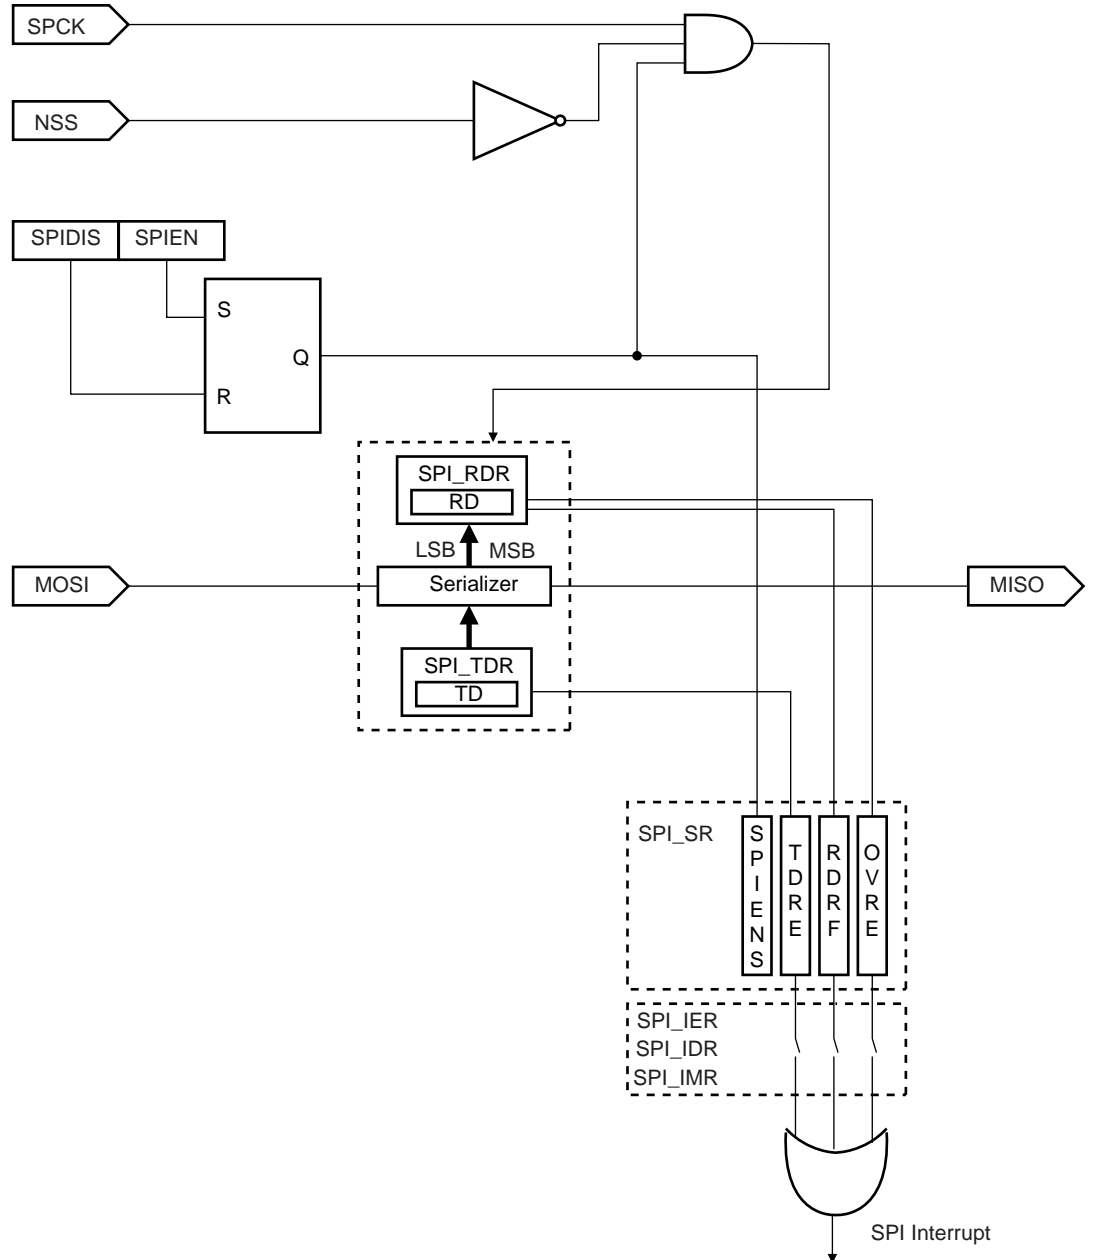 SPCK
NSS
SPIDIS SPIEN
S
Q
R
SPI_RDR
RD
LSB MSB
MOSI
Serializer
MISO
SPI_TDR
TD
SPI_SR
SPIENS
TDRE
RDRF
OVRE
SPI_IER
SPI_IDR
SPI_IMR
SPI Interrupt